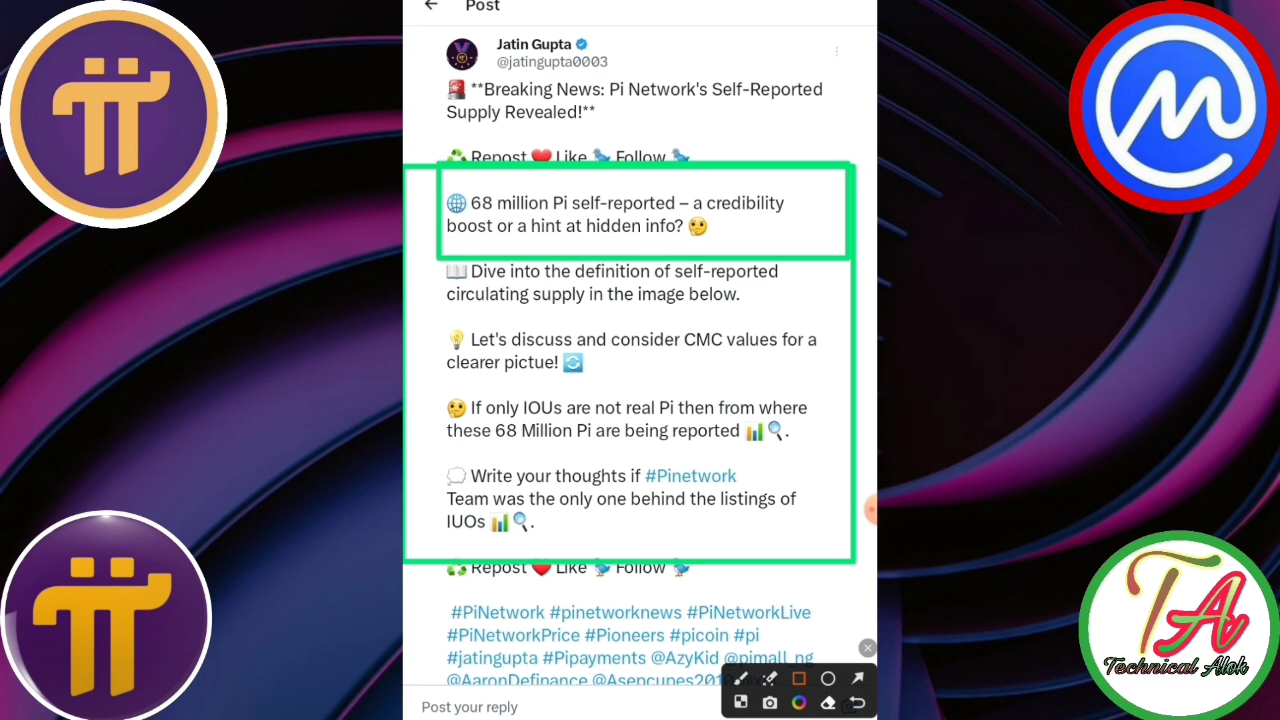 Post
Jatin Gupta
@jatingupta0003
🚨 **Breaking News: Pi Network's Self-Reported
Supply Revealed!**
♻️ Repost ❤️ Like 🐦 Follow 🐦
🌐 68 million Pi self-reported – a credibility
boost or a hint at hidden info? 🤔
📖 Dive into the definition of self-reported
circulating supply in the image below.
💡 Let's discuss and consider CMC values for a
clearer pictue! 🔄
🤔 If only IOUs are not real Pi then from where
these 68 Million Pi are being reported 📊🔍.
💭 Write your thoughts if #Pinetwork
Team was the only one behind the listings of
IUOs 📊🔍.
♻️ Repost ❤️ Like 🐦 Follow 🐦
#PiNetwork #pinetworknews #PiNetworkLive
#PiNetworkPrice #Pioneers #picoin #pi
#jatingupta #Pipayments @AzyKid @pimall_ng
@AaronDefinance
Post your reply
TA
Technical Alok